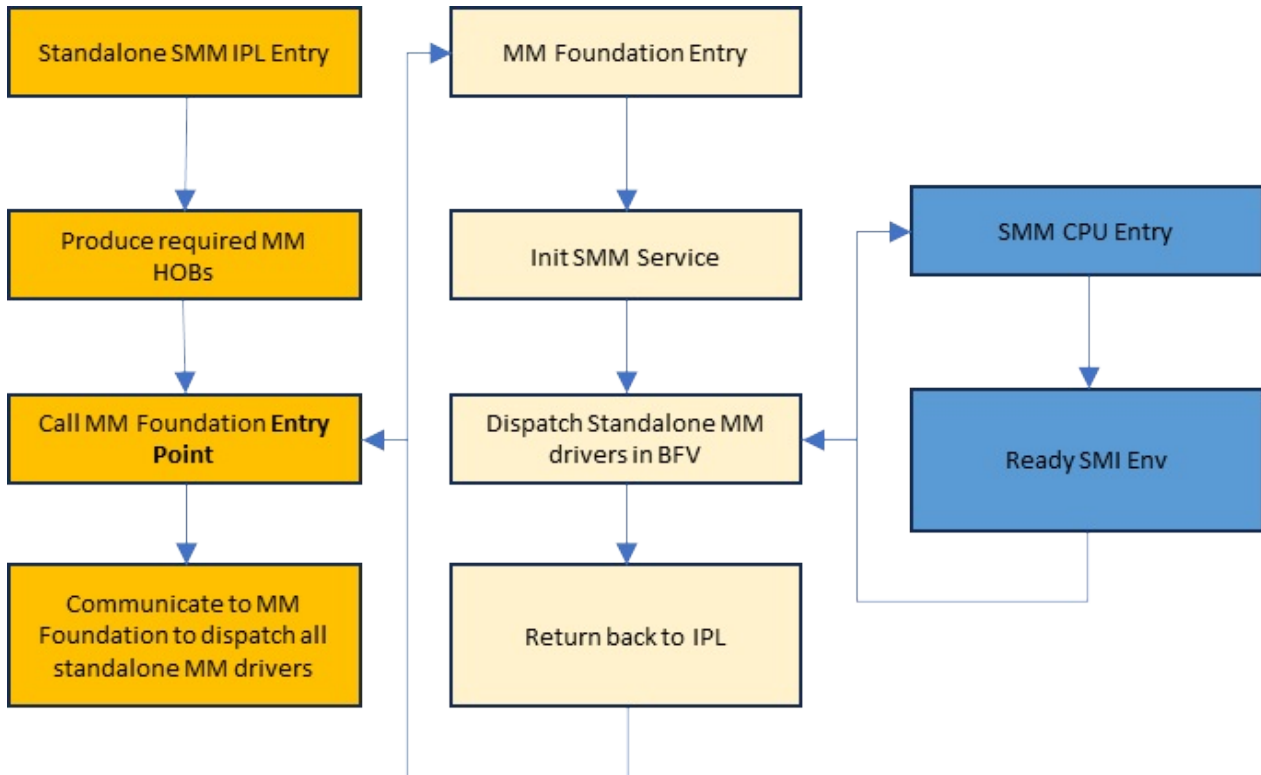 Standalone SMM IPL Entry
Produce required MM
HOBs
Call MM Foundation Entry
Point
Communicate to MM
Foundation to dispatch all
standalone MM drivers
MM Foundation Entry
Init SMM Service
Dispatch Standalone MM
drivers in BFV
Return back to IPL
SMM CPU Entry
Ready SMI Env